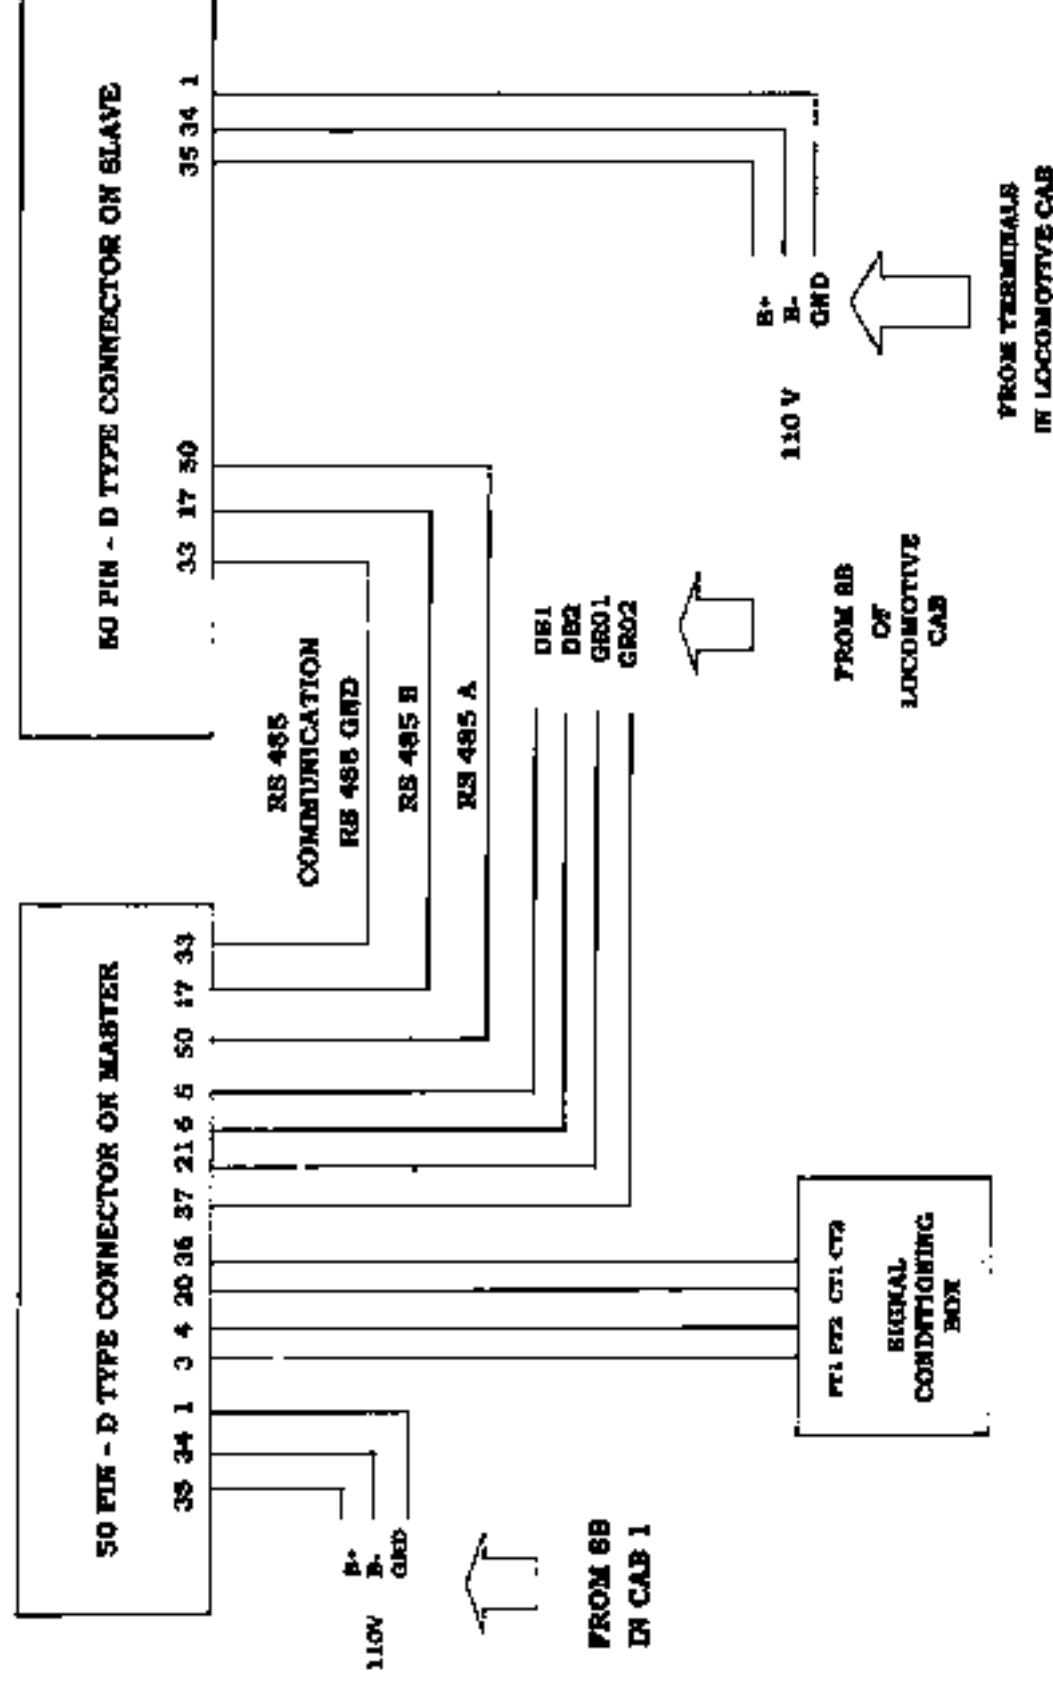 50 PIN - D TYPE CONNECTOR ON MASTER
35 34 1 3 4 20 36 37 21 6 5 50 17 33
50 PIN - D TYPE CONNECTOR ON SLAVE
33 17 50 35 34 1
RS 485
COMMUNICATION
RS 485 GND
RS 485 B
RS 485 A
110V
B+
B-
GND
FROM SB
IN CAB 1
PT1 PT2 CT1 CT2
SIGNAL
CONDITIONING
BOX
DB1
DB2
GR01
GR02
FROM SB
OF
LOCOMOTIVE
CAB
110 V
B+
B-
GND
FROM TERMINALS
IN LOCOMOTIVE CAB